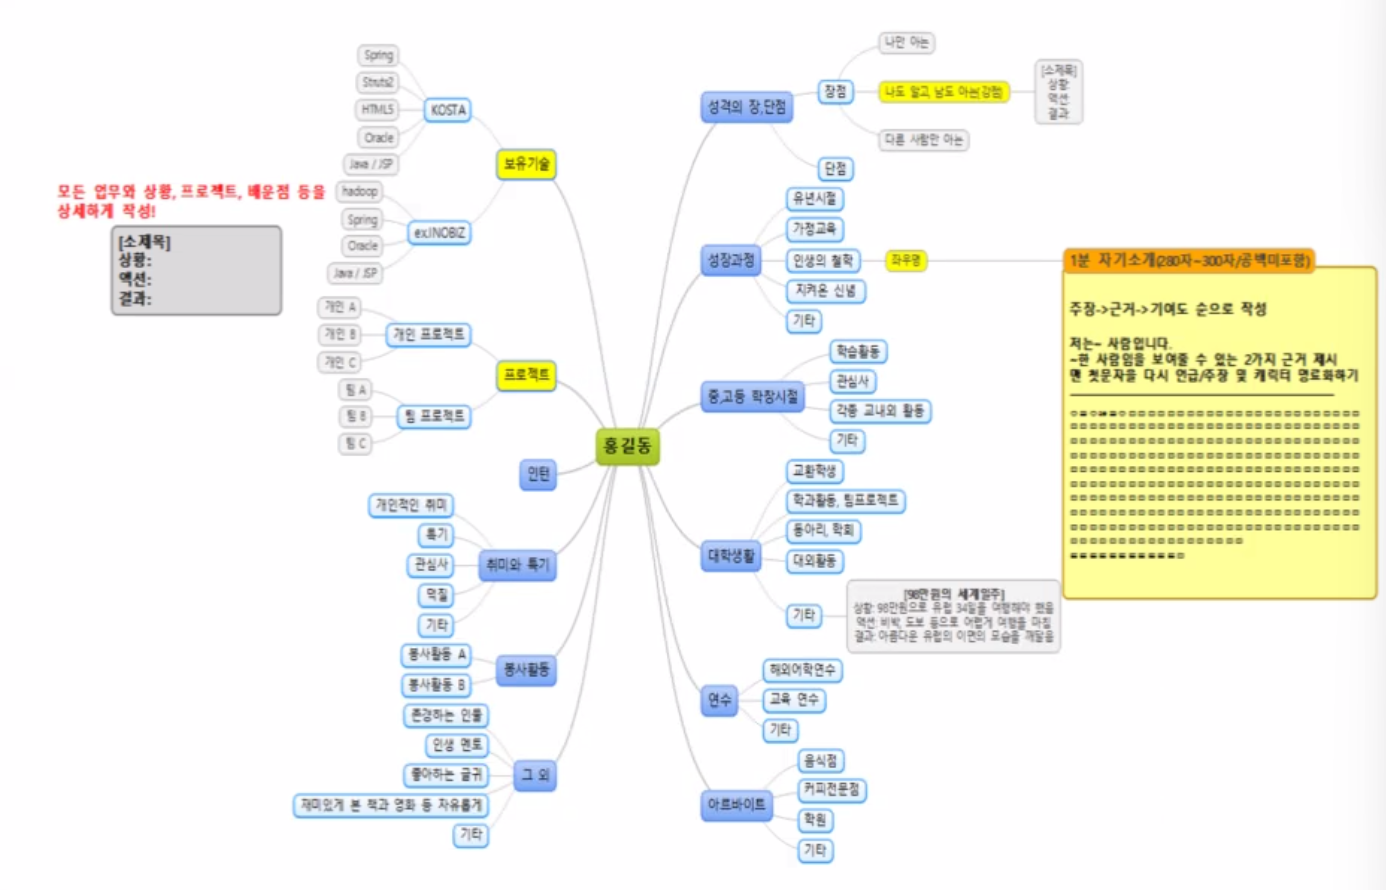 홍길동
보유기술
KOSTA
Spring
Struts2
HTML5
Oracle
Java / JSP
ex.INOBIZ
hadoop
Spring
Oracle
Java / JSP
모든 업무와 상황, 프로젝트, 배운점 등을
상세하게 작성!
[소제목]
상황:
액션:
결과:
프로젝트
개인 프로젝트
개인 A
개인 B
개인 C
팀 프로젝트
팀 A
팀 B
팀 C
인턴
취미와 특기
개인적인 취미
특기
관심사
기타
봉사활동
봉사활동 A
봉사활동 B
그 외
존경하는 인물
인생 멘토
좋아하는 글귀
재미있게 본 책과 영화 등 자유롭게
기타
성격의 장,단점
장점
나만 아는
나도 알고, 남도 아는(강점)
[소제목]
상황:
액션:
결과:
다른 사람만 아는
단점
성장과정
유년시절
가정교육
인생의 철학
좌우명
지켜온 신념
기타
1분 자기소개(280자~300자/공백미포함)
주장->근거->기여도 순으로 작성
저는~ 사람입니다.
~한 사람임을 보여줄 수 있는 2가지 근거 제시
맨 첫문자을 다시 언급/주장 및 캐릭터 명료화하기
중,고등 학창시절
학습활동
관심사
각종 교내외 활동
기타
대학생활
교환학생
학과활동, 팀프로젝트
동아리, 학회
대외활동
기타
[98만원의 세계일주]
상황: 98만원으로 유럽 34일을 여행해야 했음
액션: 비박, 도보 등으로 어렵게 여행을 마침
결과: 아름다운 유럽의 이면의 모습을 깨달음
연수
해외어학연수
교육 연수
기타
아르바이트
음식점
커피전문점
학원
기타